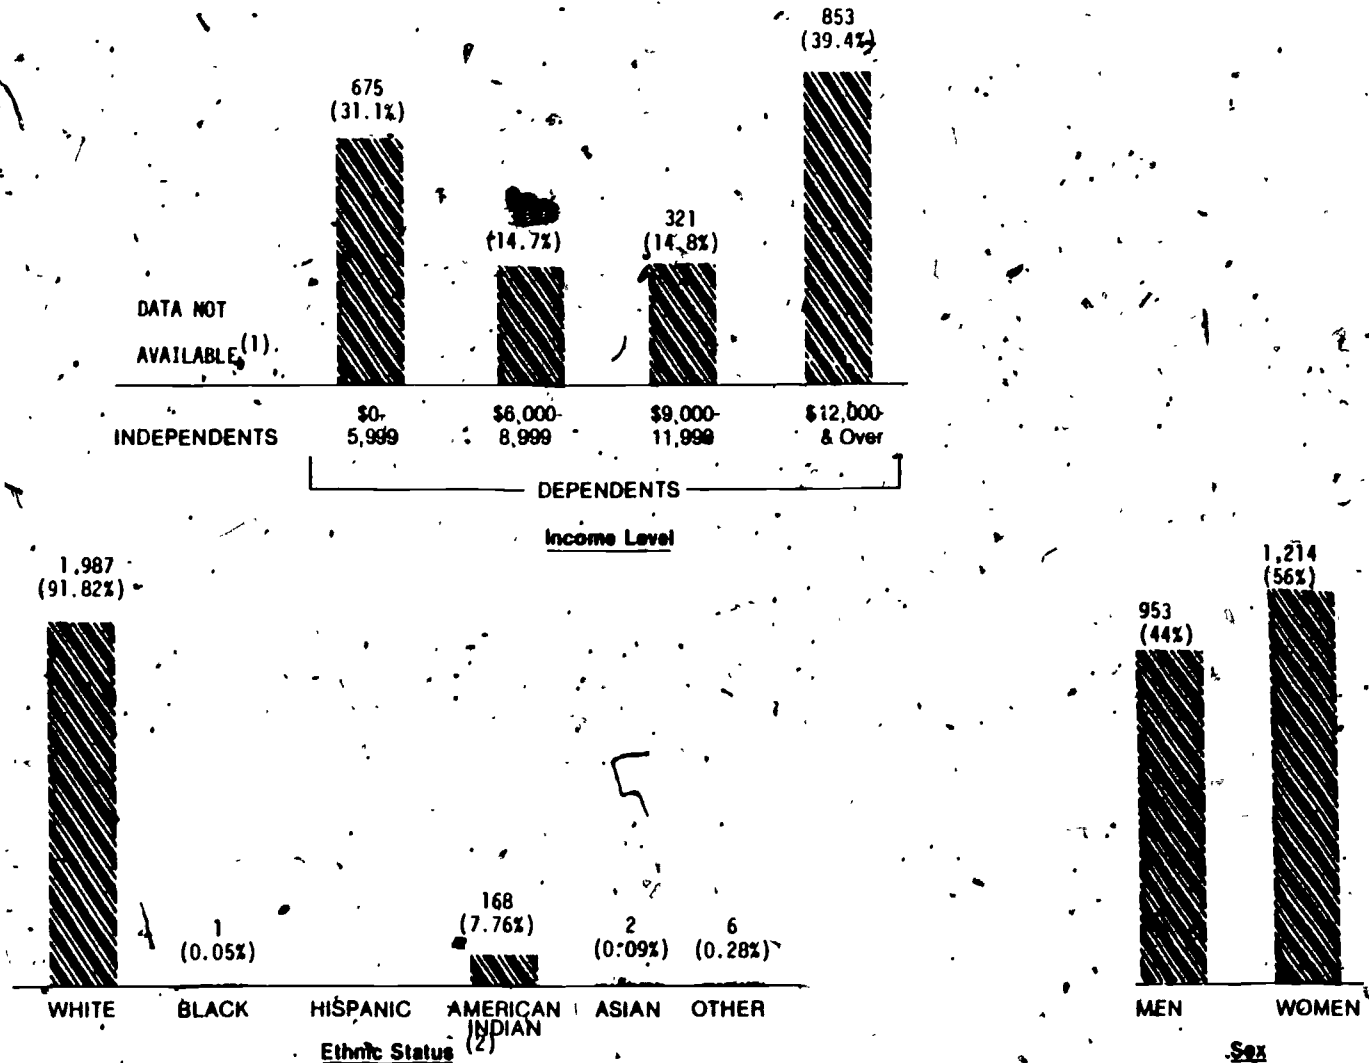 853
(39.4%)
675
(31.1%)
(14.7%)
321
(14.8%)
DATA NOT
AVAILABLE(1)
INDEPENDENTS
$0-
5,999
$6,000-
8,999
$9,000-
11,999
$12,000-
& Over
DEPENDENTS
Income Level
1,987
(91.82%)
1
(0.05%)
168
(7.76%)
2
(0.09%)
6
(0.28%)
WHITE
BLACK
HISPANIC
AMERICAN
INDIAN
(2)
ASIAN
OTHER
Ethnic Status
953
(44%)
1,214
(56%)
MEN
WOMEN
Sex